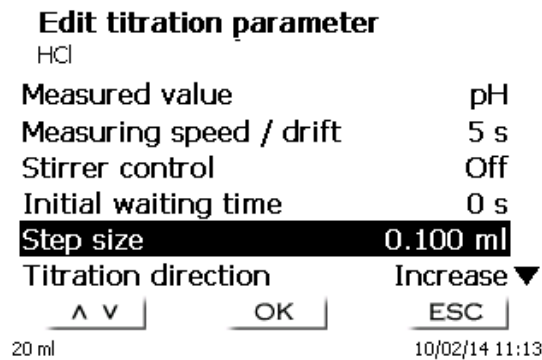 Edit titration parameter
HCl
Measured value pH
Measuring speed / drift 5 s
Stirrer control Off
Initial waiting time 0 s
Step size 0.100 ml
Titration direction Increase ▼
∧ ∨ OK ESC
20 ml 10/02/14 11:13